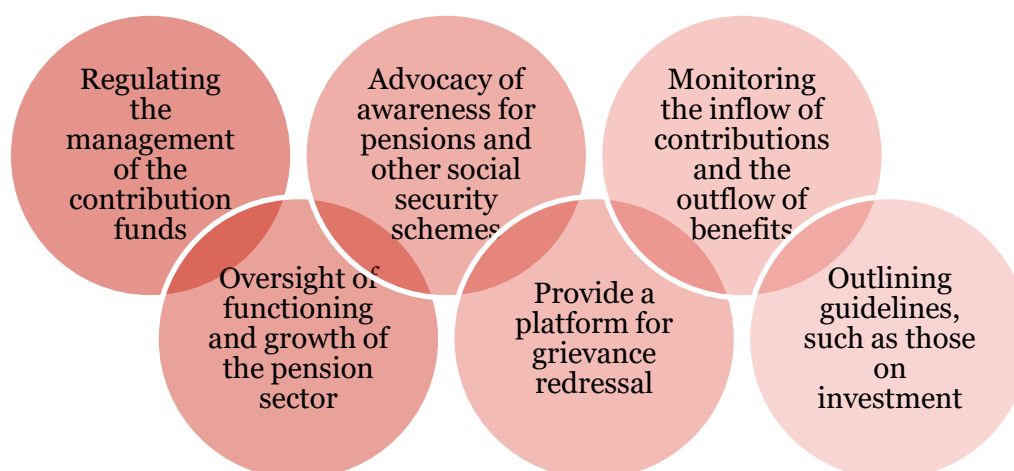 Regulating
the
management
of the
contribution
funds
Oversight of
functioning
and growth of
the pension
sector
Advocacy of
awareness for
pensions and
other social
security
schemes
Provide a
platform for
grievance
redressal
Monitoring
the inflow of
contributions
and the
outflow of
benefits
Outlining
guidelines,
such as those
on
investment